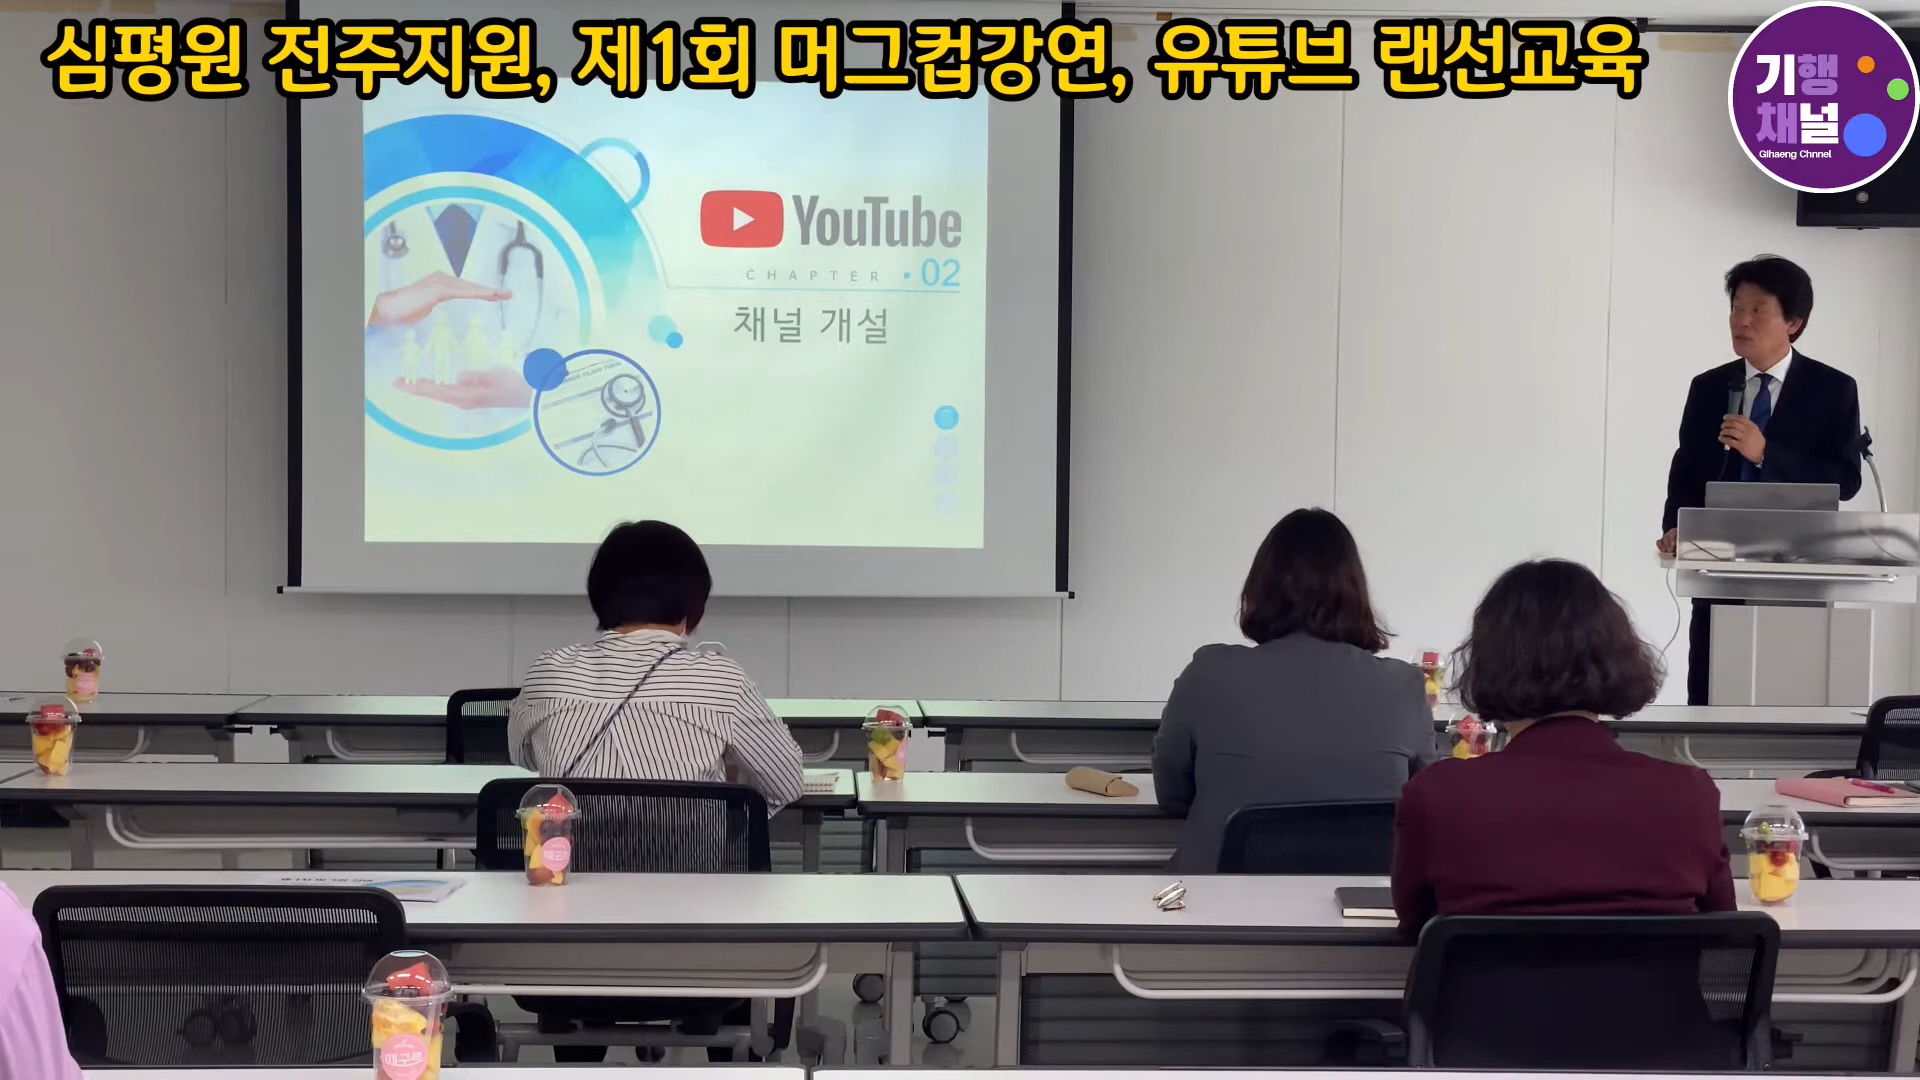 심평원 전주지원, 제1회 머그컵강연, 유튜브 랜선교육
기행
채널
Gihaeng Chnnel
YouTube
CHAPTER · 02
채널 개설